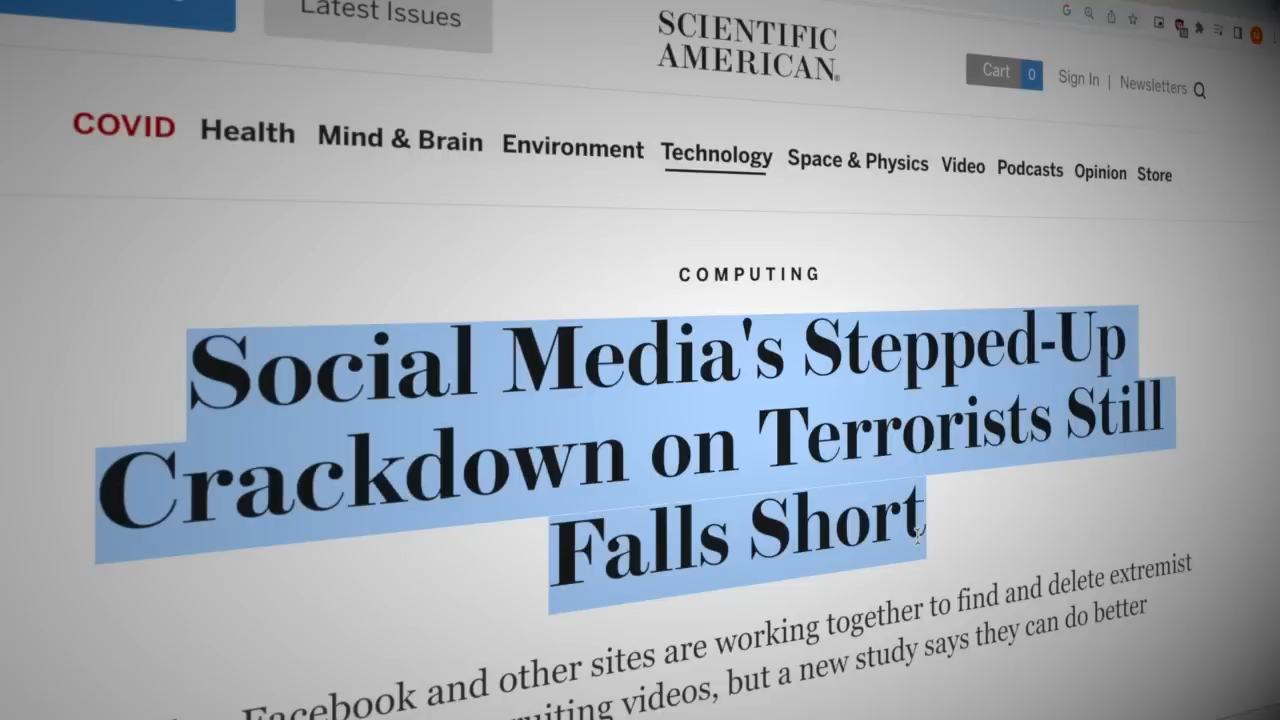 Latest Issues
SCIENTIFIC
AMERICAN
Cart 0 Sign In | Newsletters
COVID Health Mind & Brain Environment Technology Space & Physics Video Podcasts Opinion Store
COMPUTING
Social Media's Stepped-Up
Crackdown on Terrorists Still
Falls Short
Facebook and other sites are working together to find and delete extremist
videos, but a new study says they can do better